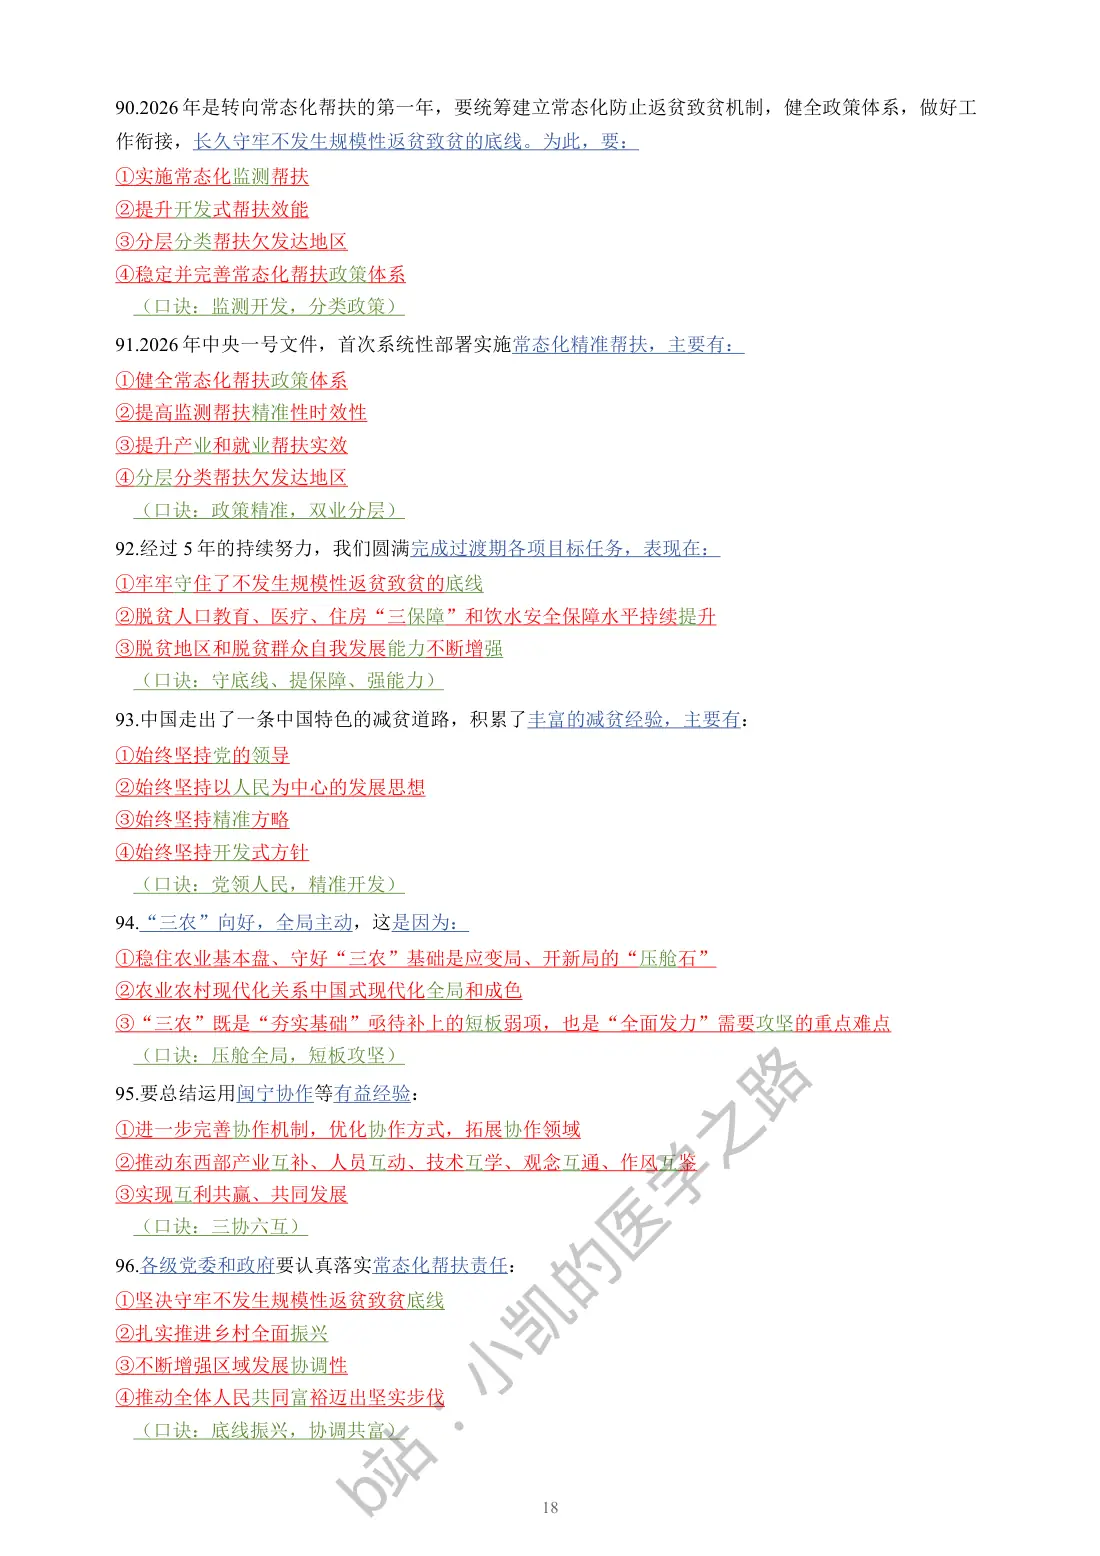 90.2026 年是转向常态化帮扶的第一年，要统筹建立常态化防止返贫致贫机制，健全政策体系，做好工
作衔接，长久守牢不发生规模性返贫致贫的底线。为此，要：
①实施常态化监测帮扶
②提升开发式帮扶效能
③分层分类帮扶欠发达地区
④稳定并完善常态化帮扶政策体系
（口诀：监测开发，分类政策）
91.2026 年中央一号文件，首次系统性部署实施常态化精准帮扶，主要有：
①健全常态化帮扶政策体系
②提高监测帮扶精准性时效性
③提升产业和就业帮扶实效
④分层分类帮扶欠发达地区
（口诀：政策精准，双业分层）
92.经过 5 年的持续努力，我们圆满完成过渡期各项目标任务，表现在：
①牢牢守住了不发生规模性返贫致贫的底线
②脱贫人口教育、医疗、住房“三保障”和饮水安全保障水平持续提升
③脱贫地区和脱贫群众自我发展能力不断增强
（口诀：守底线、提保障、强能力）
93.中国走出了一条中国特色的减贫道路，积累了丰富的减贫经验，主要有：
①始终坚持党的领导
②始终坚持以人民为中心的发展思想
③始终坚持精准方略
④始终坚持开发式方针
（口诀：党领人民，精准开发）
94.“三农”向好，全局主动，这是因为：
①稳住农业基本盘、守好“三农”基础是应变局、开新局的“压舱石”
②农业农村现代化关系中国式现代化全局和成色
③“三农”既是“夯实基础”亟待补上的短板弱项，也是“全面发力”需要攻坚的重点难点
（口诀：压舱全局，短板攻坚）
95.要总结运用闽宁协作等有益经验：
①进一步完善协作机制，优化协作方式，拓展协作领域
②推动东西部产业互补、人员互动、技术互学、观念互通、作风互鉴
③实现互利共赢、共同发展
（口诀：三协六互）
96.各级党委和政府要认真落实常态化帮扶责任：
①坚决守牢不发生规模性返贫致贫底线
②扎实推进乡村全面振兴
③不断增强区域发展协调性
④推动全体人民共同富裕迈出坚实步伐
（口诀：底线振兴，协调共富）
b站：小凯的医学之路
18